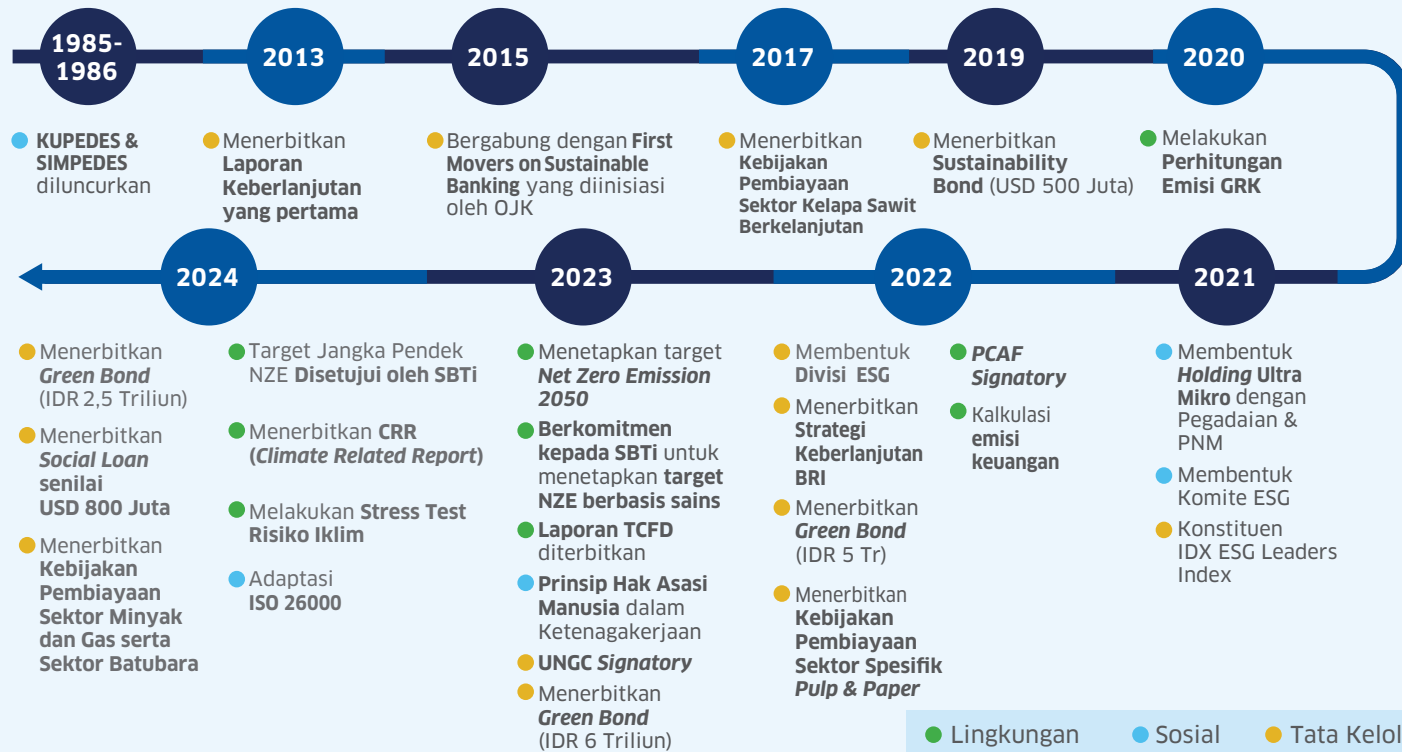 1985-
1986
2013
2015
2017
2019
2020
KUPEDES &
SIMPEDES
diluncurkan
Menerbitkan
Laporan
Keberlanjutan
yang pertama
Bergabung dengan First
Movers on Sustainable
Banking yang diinisiasi
oleh OJK
Menerbitkan
Kebijakan
Pembiayaan
Sektor Kelapa Sawit
Berkelanjutan
Menerbitkan
Sustainability
Bond (USD 500 Juta)
Melakukan
Perhitungan
Emisi GRK
2024
2023
2022
2021
Menerbitkan
Green Bond
(IDR 2,5 Triliun)
Menerbitkan
Social Loan
senilai
USD 800 Juta
Menerbitkan
Kebijakan
Pembiayaan
Sektor Minyak
dan Gas serta
Sektor Batubara
Target Jangka Pendek
NZE Disetujui oleh SBTi
Menerbitkan CRR
(Climate Related Report)
Melakukan Stress Test
Risiko Iklim
Adaptasi
ISO 26000
Menetapkan target
Net Zero Emission
2050
Berkomitmen
kepada SBTi untuk
menetapkan target
NZE berbasis sains
Laporan TCFD
diterbitkan
Prinsip Hak Asasi
Manusia dalam
Ketenagakerjaan
UNGC Signatory
Menerbitkan
Green Bond
(IDR 6 Triliun)
Membentuk
Divisi ESG
Menerbitkan
Strategi
Keberlanjutan
BRI
Menerbitkan
Green Bond
(IDR 5 Tr)
Menerbitkan
Kebijakan
Pembiayaan
Sektor Spesifik
Pulp & Paper
PCAF
Signatory
Kalkulasi
emisi
keuangan
Membentuk
Holding Ultra
Mikro dengan
Pegadaian &
PNM
Membentuk
Komite ESG
Konstituen
IDX ESG Leaders
Index
Lingkungan
Sosial
Tata Kelol